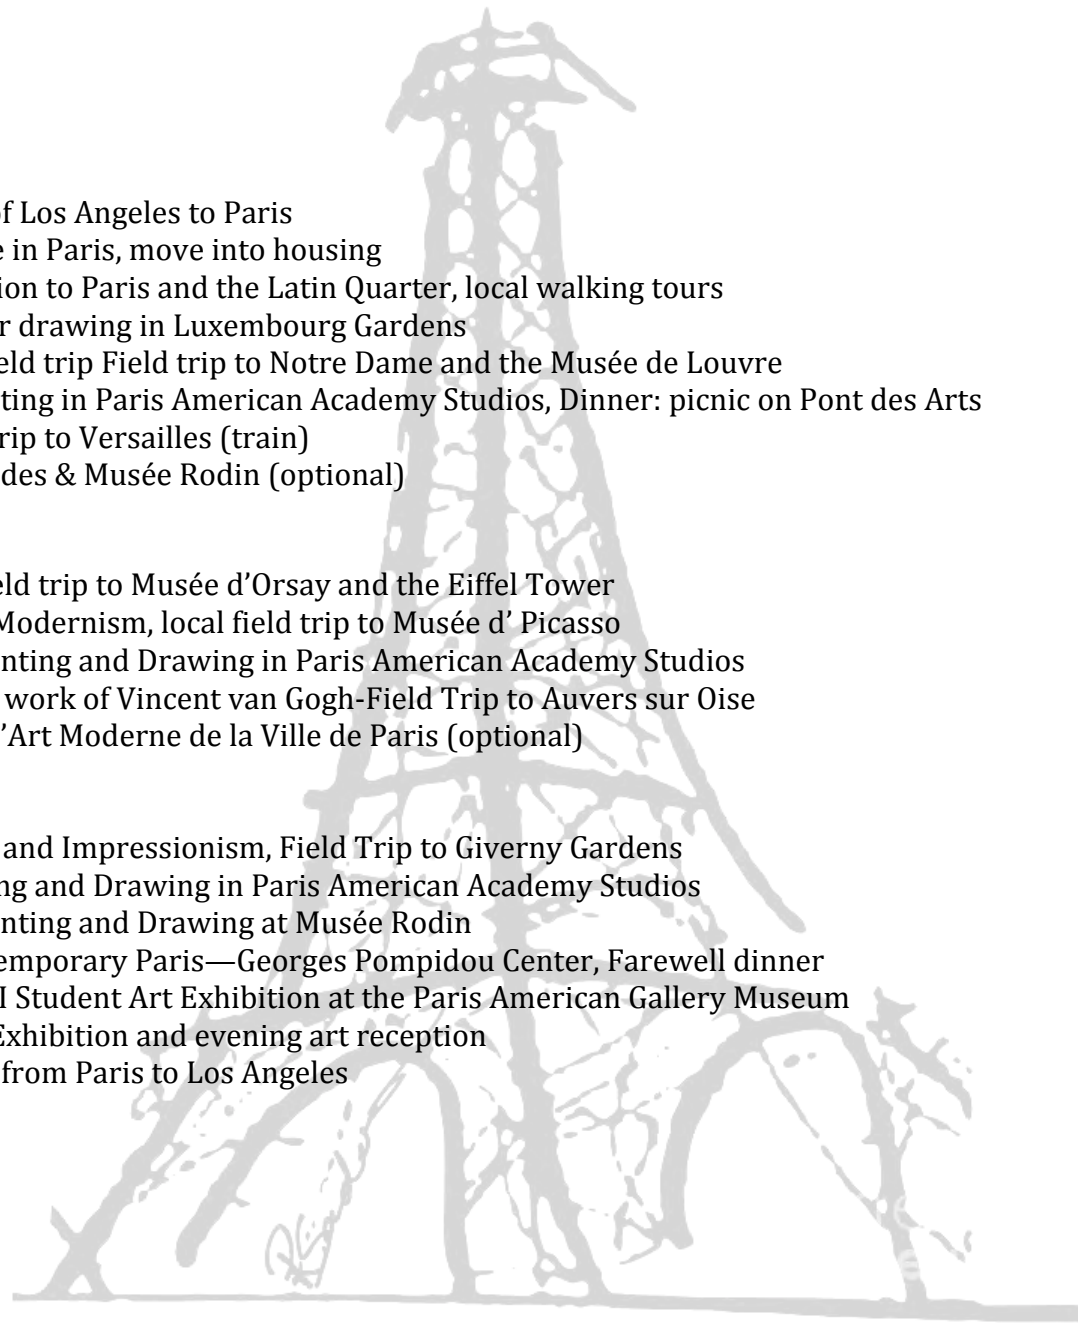 f Los Angeles to Paris
e in Paris, move into housing
ion to Paris and the Latin Quarter, local walking tours
r drawing in Luxembourg Gardens
eld trip Field trip to Notre Dame and the Musée de Louvre
ting in Paris American Academy Studios, Dinner: picnic on Pont des Arts
rip to Versailles (train)
des & Musée Rodin (optional)
eld trip to Musée d’Orsay and the Eiffel Tower
Modernism, local field trip to Musée d’ Picasso
nting and Drawing in Paris American Academy Studios
work of Vincent van Gogh-Field Trip to Auvers sur Oise
’Art Moderne de la Ville de Paris (optional)
and Impressionism, Field Trip to Giverny Gardens
ng and Drawing in Paris American Academy Studios
nting and Drawing at Musée Rodin
emporary Paris—Georges Pompidou Center, Farewell dinner
I Student Art Exhibition at the Paris American Gallery Museum
Exhibition and evening art reception
from Paris to Los Angeles